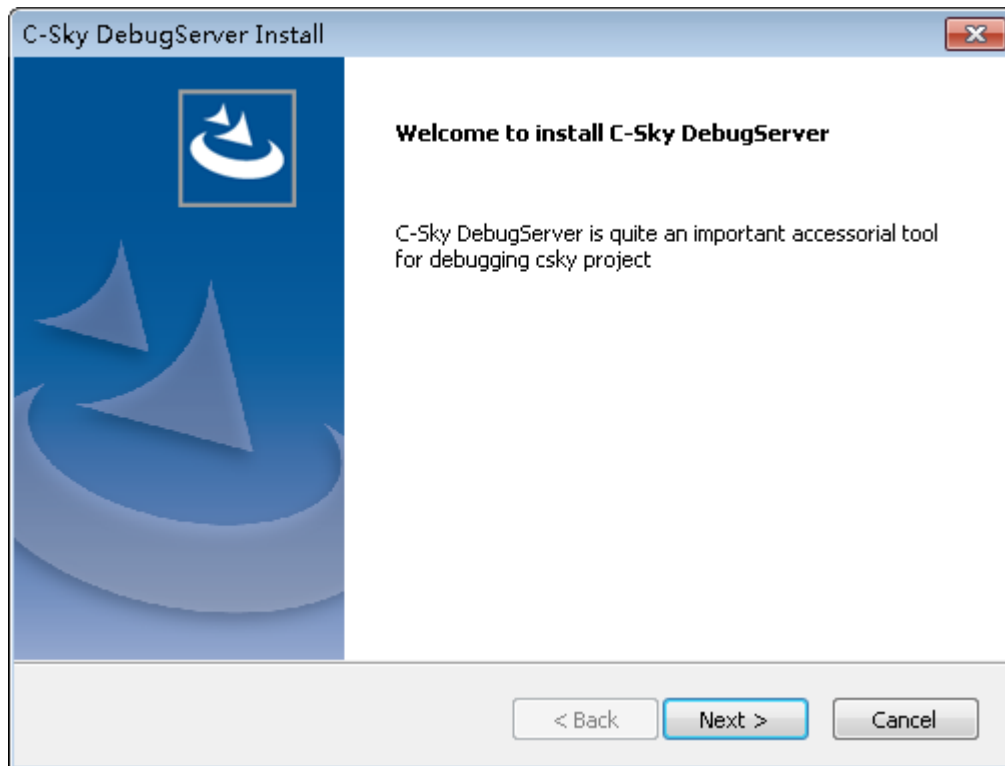 C-Sky DebugServer Install
Welcome to install C-Sky DebugServer
C-Sky DebugServer is quite an important accessorial tool
for debugging csky project
< Back
Next >
Cancel